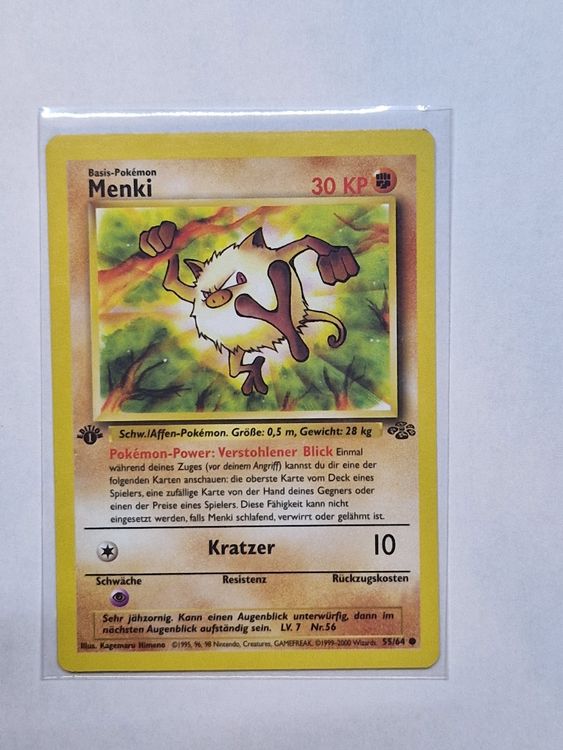 Basis-Pokémon
Menki
30 KP
EDITION
1
Schw./Affen-Pokémon. Größe: 0,5 m, Gewicht: 28 kg
Pokémon-Power: Verstohlener Blick Einmal
während deines Zuges (vor deinem Angriff) kannst du dir eine der
folgenden Karten anschauen: die oberste Karte vom Deck eines
Spielers, eine zufällige Karte von der Hand deines Gegners oder
einen der Preise eines Spielers. Diese Fähigkeit kann nicht
eingesetzt werden, falls Menki schlafend, verwirrt oder gelähmt ist.
Kratzer 10
Schwäche Resistenz Rückzugskosten
Sehr jähzornig. Kann einen Augenblick unterwürfig, dann im
nächsten Augenblick aufständig sein. LV. 7 Nr. 56
Illus. Kagemaru Himeno ©1995, 96, 98 Nintendo, Creatures, GAMEFREAK. ©1999-2000 Wizards. 55/64